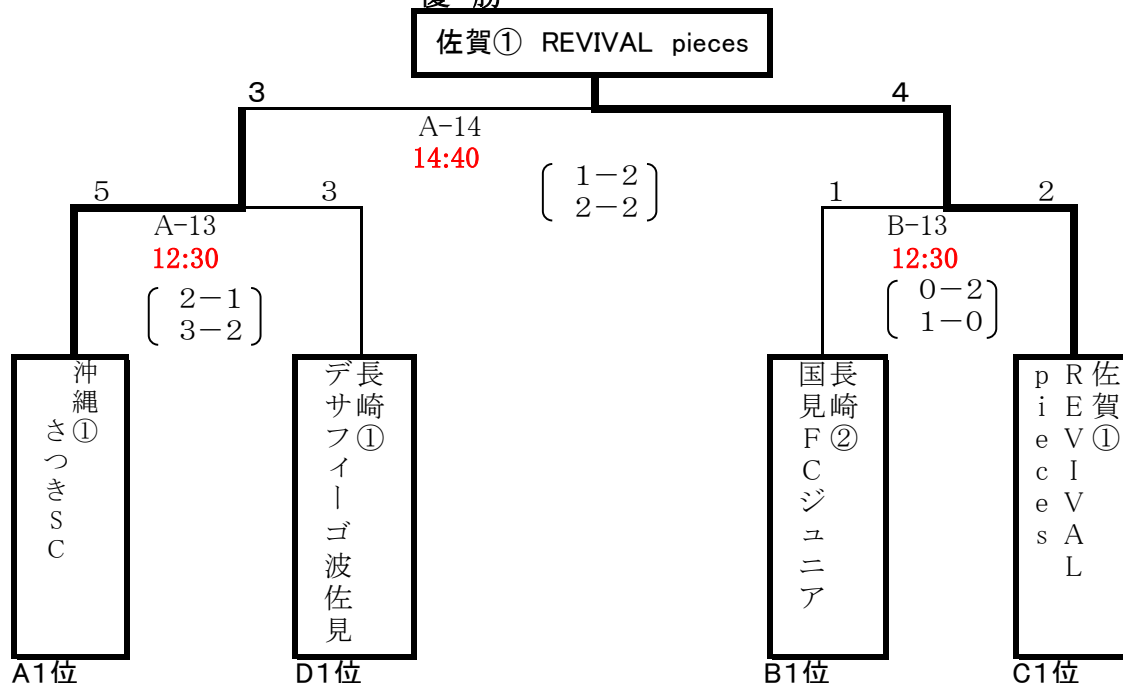 優勝
佐賀① REVIVAL pieces
3
4
A-14
14:40
1-2
2-2
5
3
A-13
12:30
2-1
3-2
1
2
B-13
12:30
0-2
1-0
沖縄①
さつきSC
長崎①
デサフィーゴ波佐見
長崎②
国見FCジュニア
佐賀①
REVIVAL
pieces
A1位
D1位
B1位
C1位